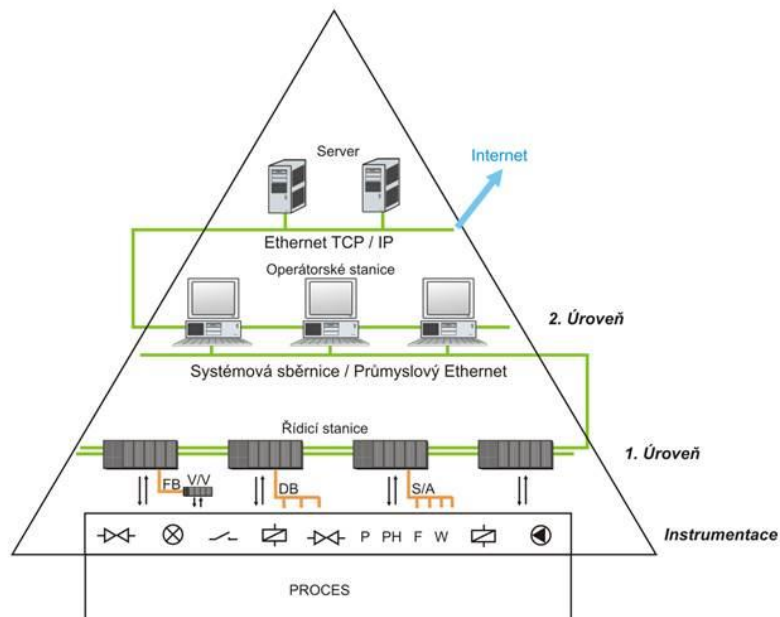 Server
Internet
Ethernet TCP / IP
Operátorské stanice
2. Úroveň
Systémová sběrnice / Průmyslový Ethernet
Řídicí stanice
1. Úroveň
FB V/V
DB
S/A
P PH F W
Instrumentace
PROCES